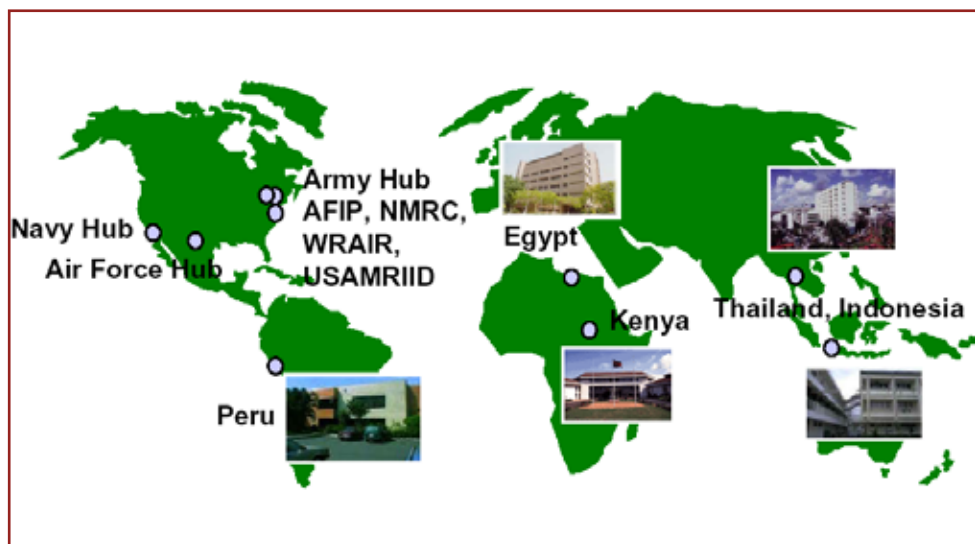 Army Hub
AFIP, NMRC,
WRAIR,
USAMRIID
Navy Hub
Air Force Hub
Egypt
Kenya
Thailand, Indonesia
Peru